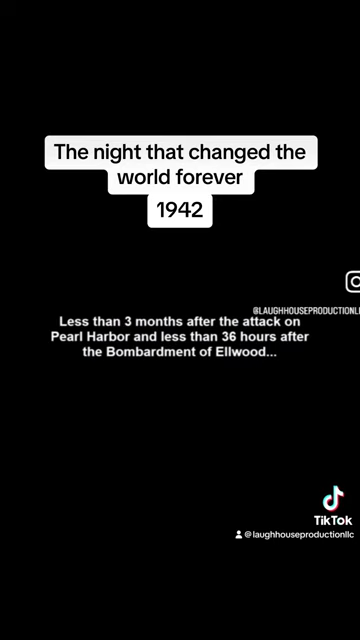 The night that changed the
world forever
1942
@LAUGHHOUSEPRODUCTIONLL
Less than 3 months after the attack on
Pearl Harbor and less than 36 hours after
the Bombardment of Ellwood...
TikTok
@laughhouseproductionllc